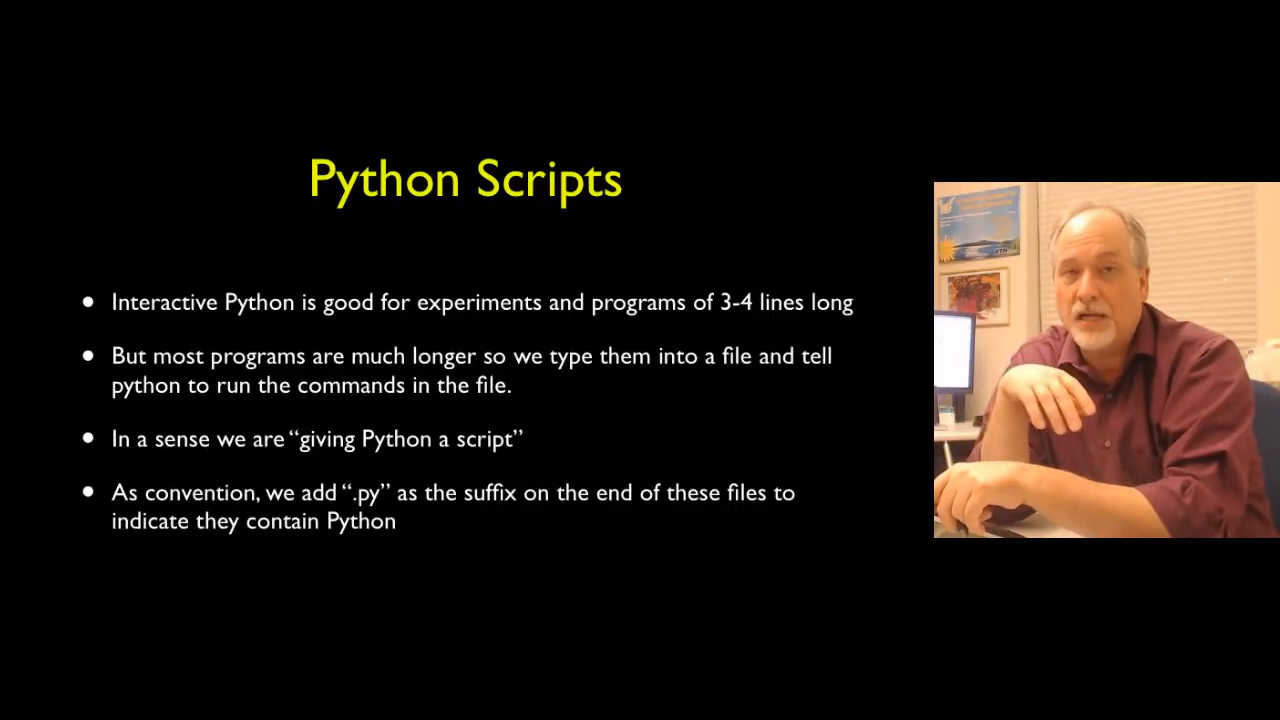 Python Scripts
• Interactive Python is good for experiments and programs of 3-4 lines long
• But most programs are much longer so we type them into a file and tell
python to run the commands in the file.
• In a sense we are “giving Python a script”
• As convention, we add “.py” as the suffix on the end of these files to
indicate they contain Python